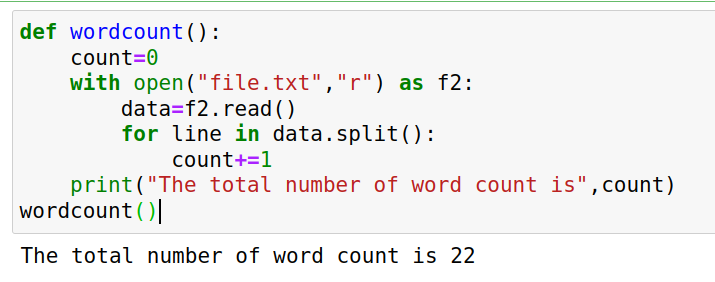 def wordcount():
    count=0
    with open("file.txt","r") as f2:
        data=f2.read()
        for line in data.split():
            count+=1
    print("The total number of word count is",count)
wordcount()
The total number of word count is 22